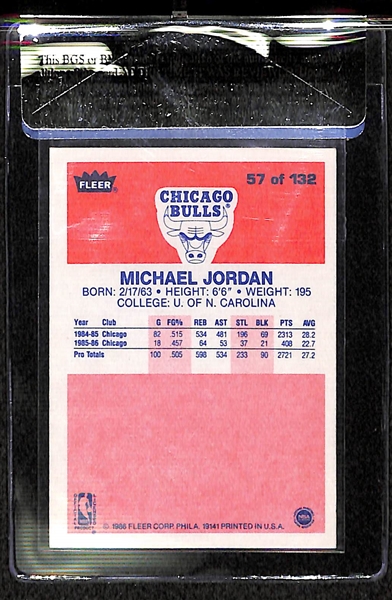 This BGS or B
FLEER
57 of 132
CHICAGO
BULLS
MICHAEL JORDAN
BORN: 2/17/63 • HEIGHT: 6'6" • WEIGHT: 195
COLLEGE: U. OF N. CAROLINA
Year Club G FG% REB AST STL BLK PTS AVG
1984-85 Chicago 82 .515 534 481 196 69 2313 28.2
1985-86 Chicago 18 .457 64 53 37 21 408 22.7
Pro Totals 100 .505 598 534 233 90 2721 27.2
© 1986 FLEER CORP. PHILA. 19141 PRINTED IN U.S.A.